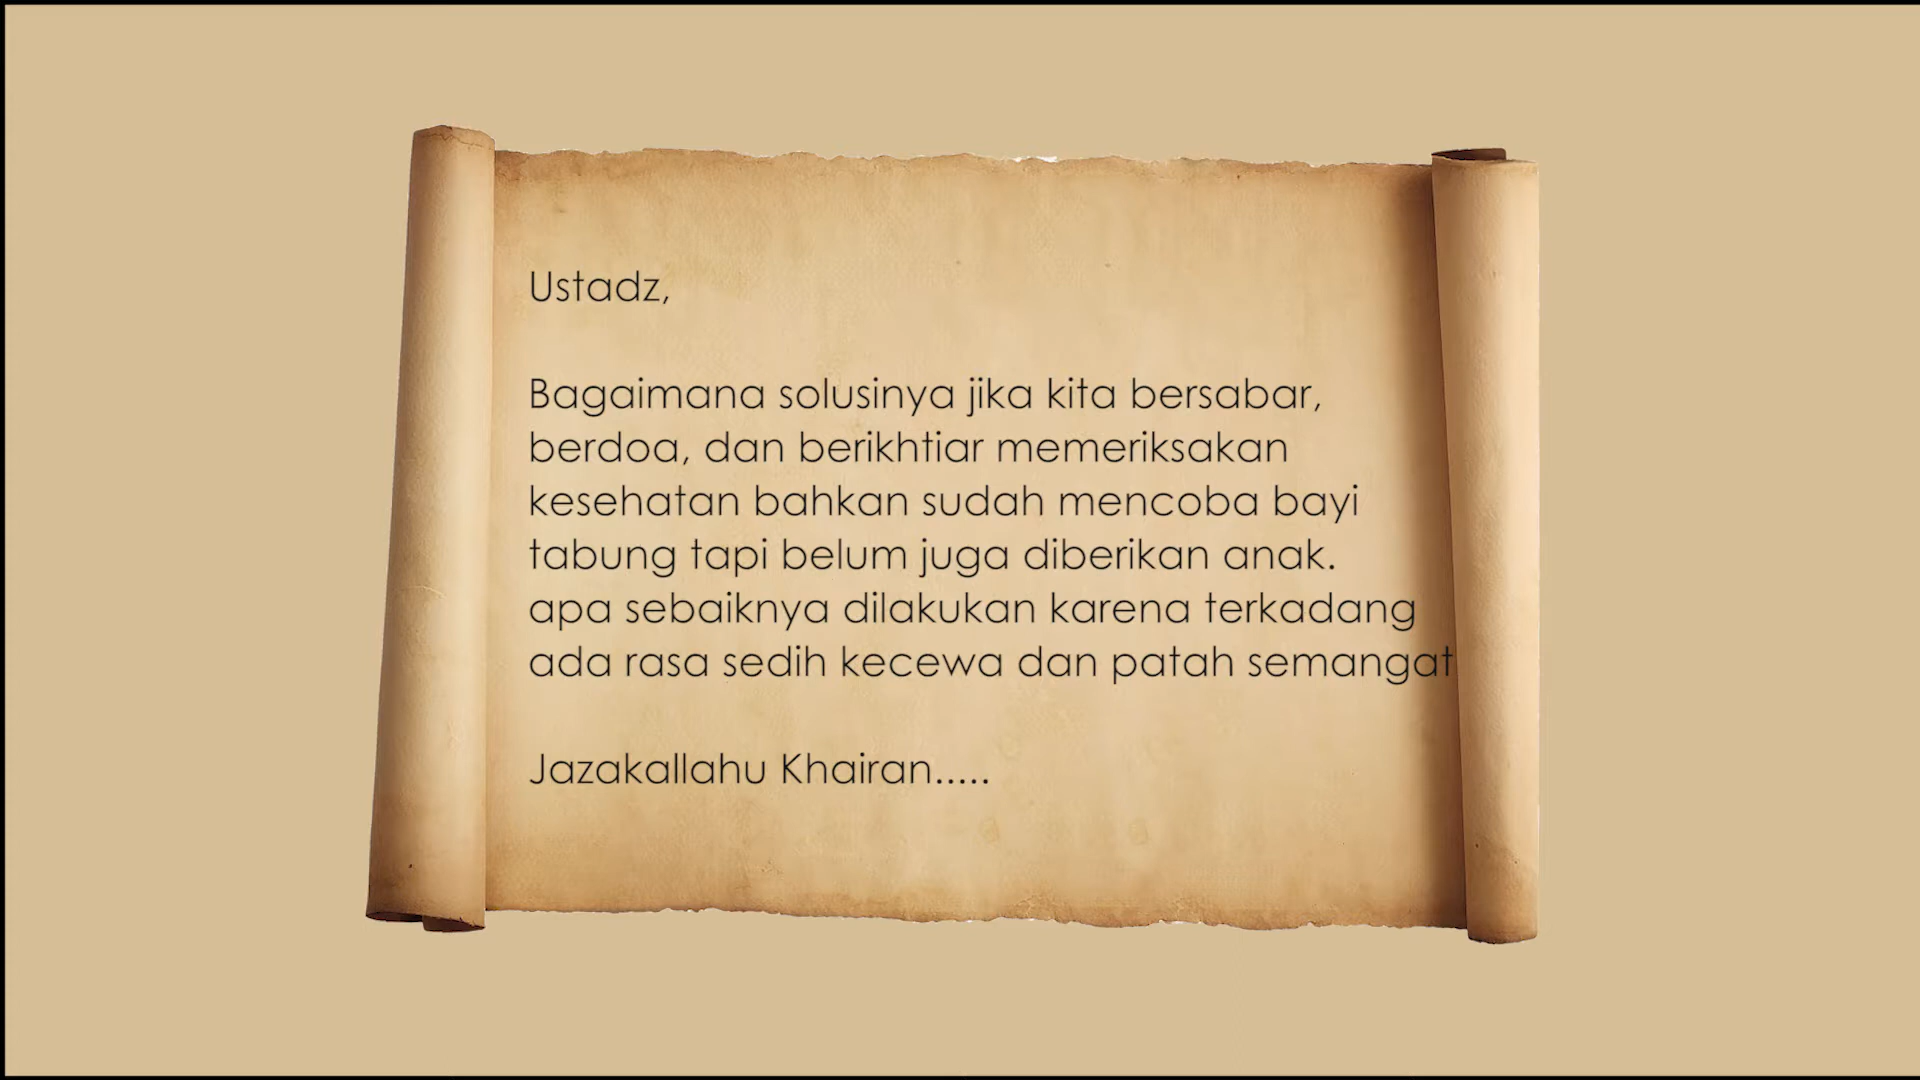 Ustadz,
Bagaimana solusinya jika kita bersabar,
berdoa, dan berikhtiar memeriksakan
kesehatan bahkan sudah mencoba bayi
tabung tapi belum juga diberikan anak.
apa sebaiknya dilakukan karena terkadang
ada rasa sedih kecewa dan patah semangat
Jazakallahu Khairan.....